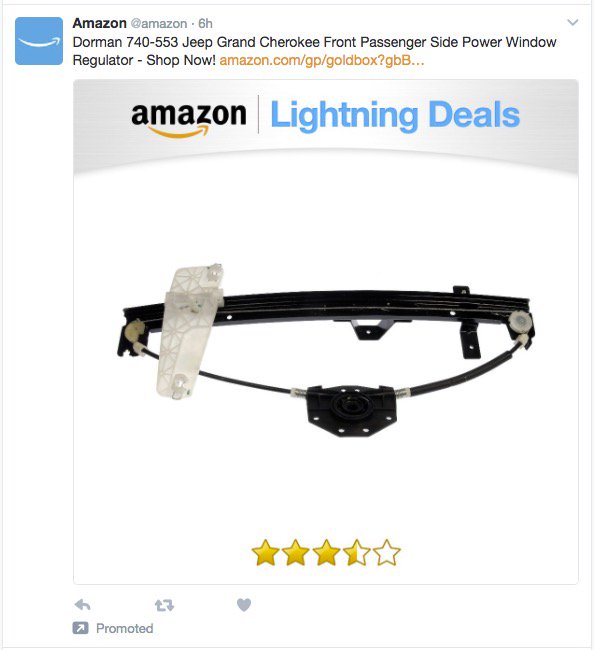 Amazon @amazon · 6h
Dorman 740-553 Jeep Grand Cherokee Front Passenger Side Power Window
Regulator - Shop Now! amazon.com/gp/goldbox?gbB...
amazon Lightning Deals
Promoted